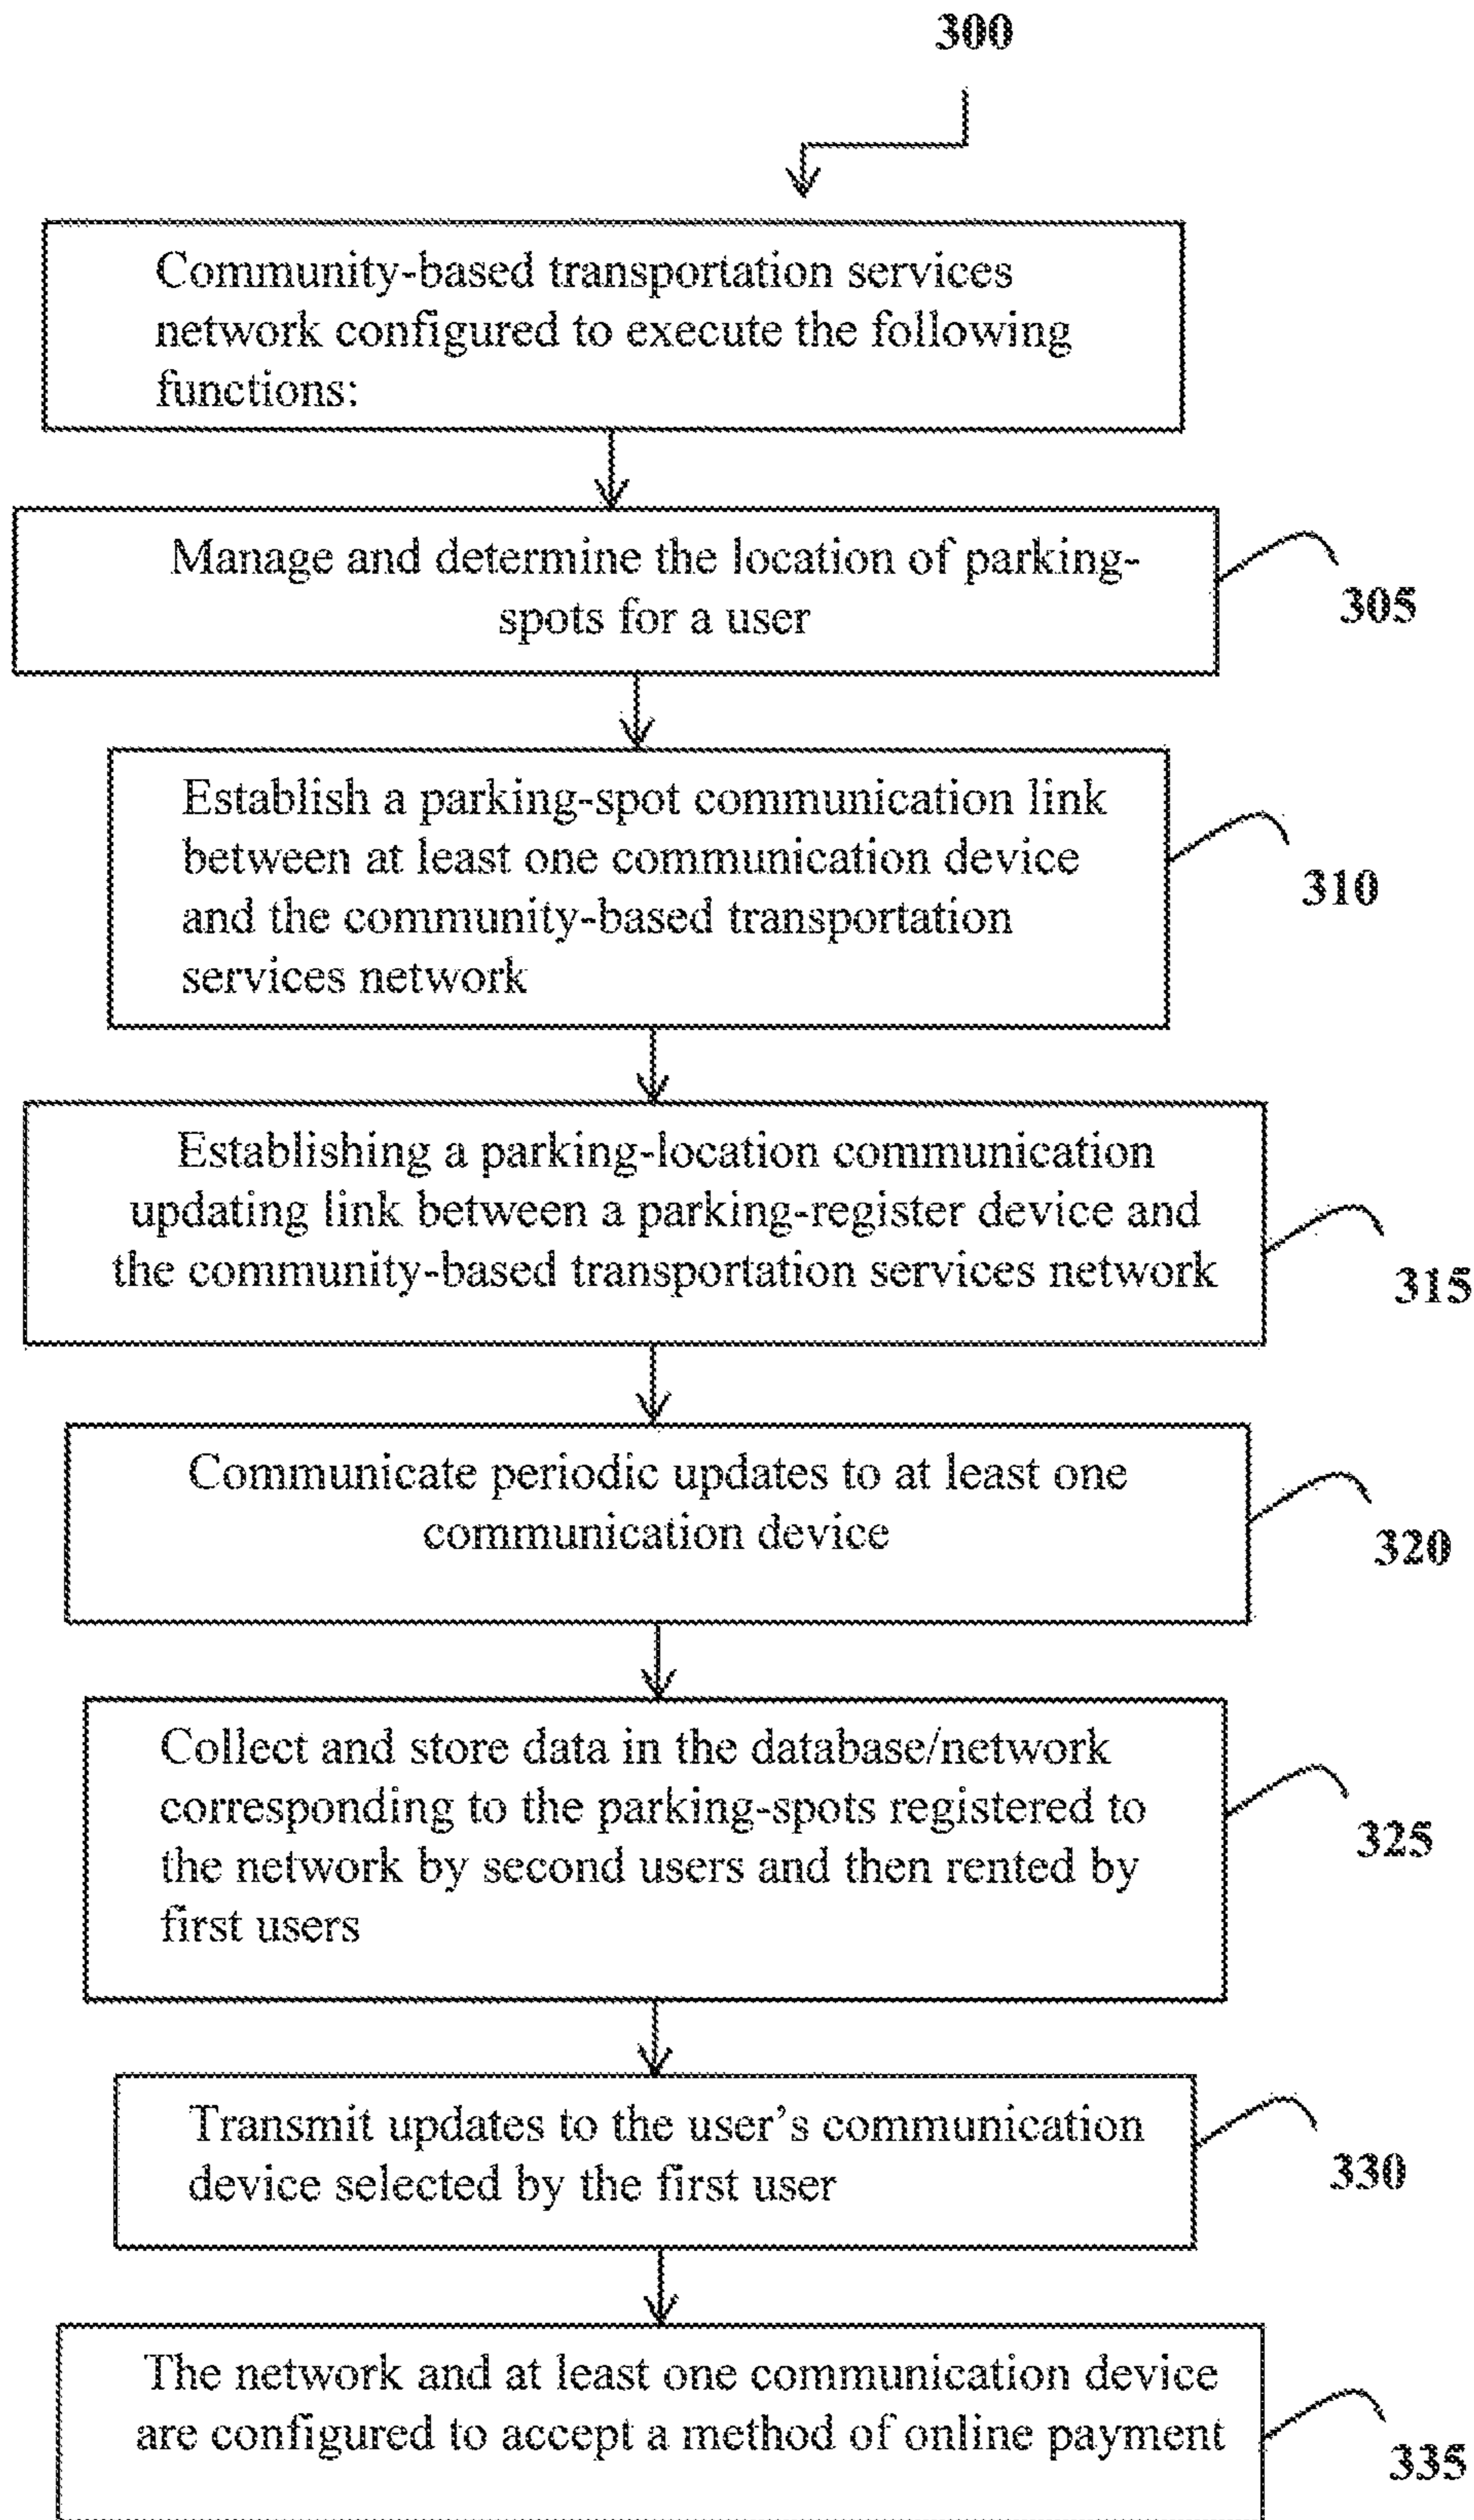 300
Community-based transportation services
network configured to execute the following
functions:
Manage and determine the location of parking-
spots for a user
305
Establish a parking-spot communication link
between at least one communication device
and the community-based transportation
services network
310
Establishing a parking-location communication
updating link between a parking-register device and
the community-based transportation services network
315
Communicate periodic updates to at least one
communication device
320
Collect and store data in the database/network
corresponding to the parking-spots registered to
the network by second users and then rented by
first users
325
Transmit updates to the user’s communication
device selected by the first user
330
The network and at least one communication device
are configured to accept a method of online payment
335